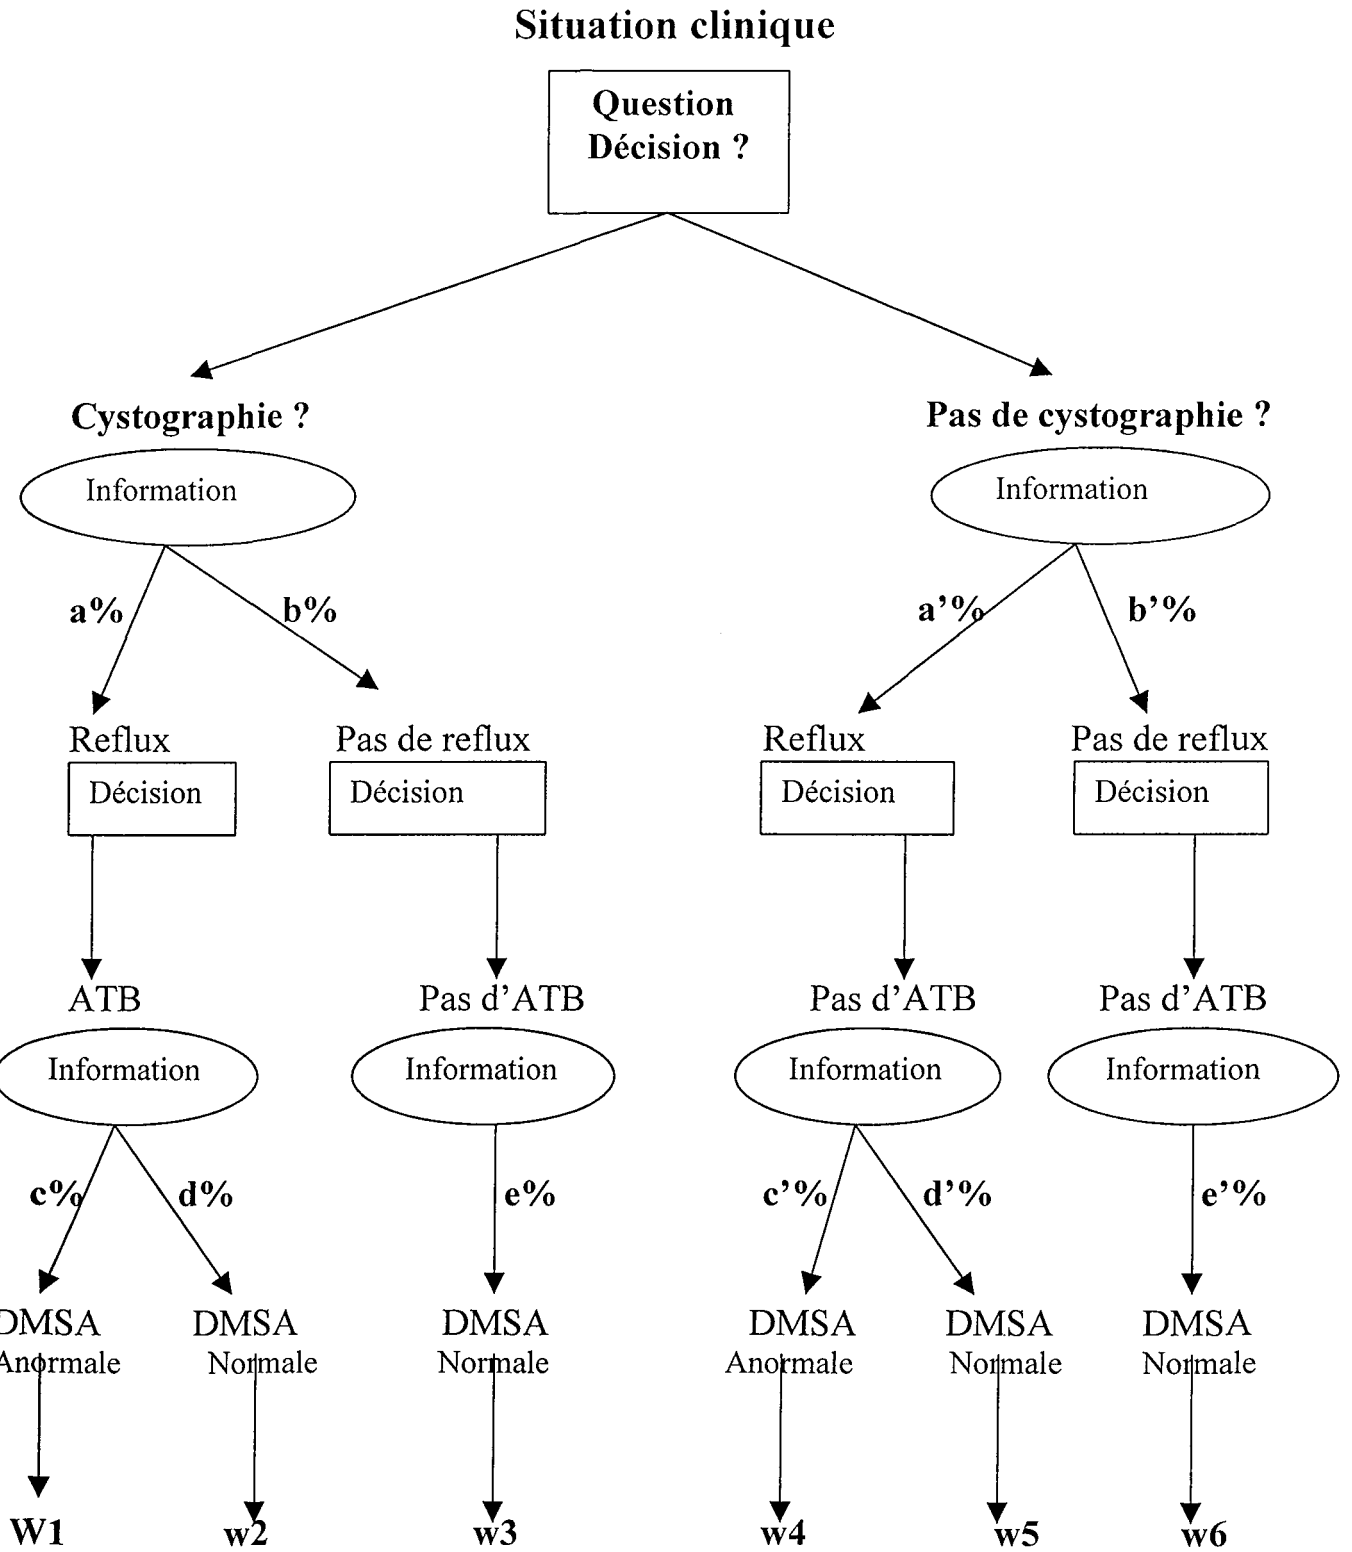 Situation clinique
Question
Décision ?
Cystographie ?
Pas de cystographie ?
Information
Information
a%
b%
a’%
b’%
Reflux
Pas de reflux
Reflux
Pas de reflux
Décision
Décision
Décision
Décision
ATB
Pas d’ATB
Pas d’ATB
Pas d’ATB
Information
Information
Information
Information
c%
d%
e%
c’%
d’%
e’%
DMSA
Anormale
DMSA
Normale
DMSA
Normale
DMSA
Anormale
DMSA
Normale
DMSA
Normale
W1
w2
w3
w4
w5
w6